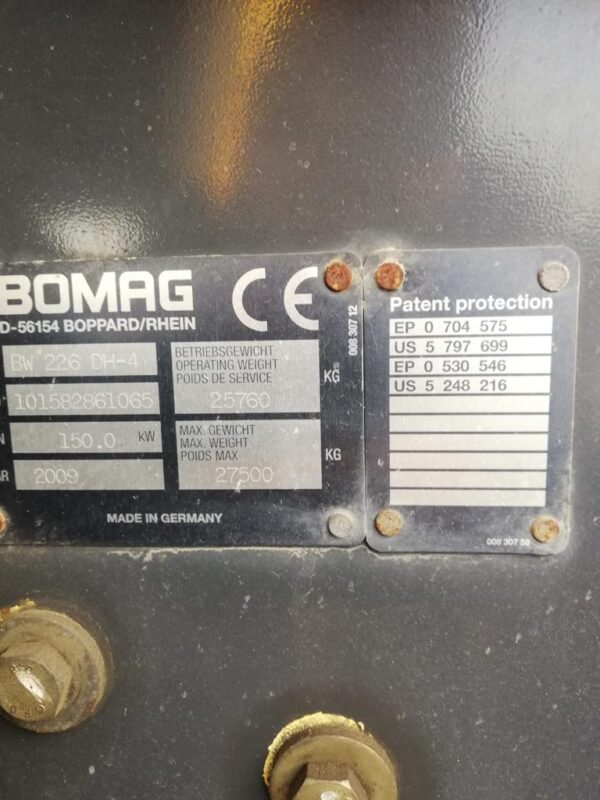 BOMAG
CE
D-56154 BOPPARD/RHEIN
BW 226 DH-4
101582861065
150.0 KW
2009
BETRIEBSGEWICHT
OPERATING WEIGHT
POIDS DE SERVICE
KG
25760
MAX. GEWICHT
MAX. WEIGHT
POIDS MAX
KG
27500
MADE IN GERMANY
008 307 12
Patent protection
EP 0 704 575
US 5 797 699
EP 0 530 546
US 5 248 216
008 307 58